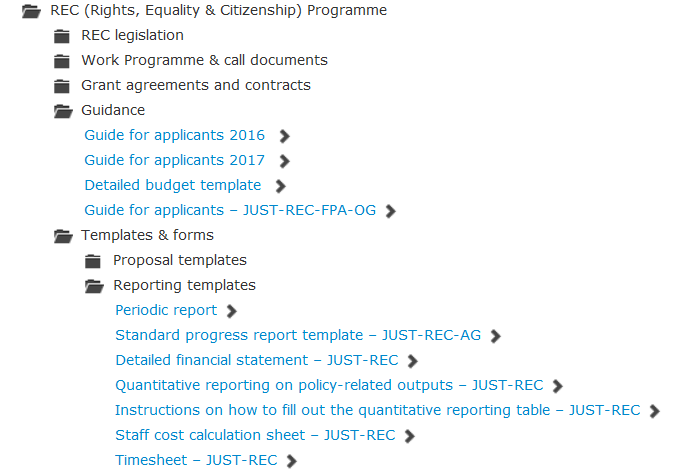 REC (Rights, Equality & Citizenship) Programme
REC legislation
Work Programme & call documents
Grant agreements and contracts
Guidance
Guide for applicants 2016
Guide for applicants 2017
Detailed budget template
Guide for applicants – JUST-REC-FPA-OG
Templates & forms
Proposal templates
Reporting templates
Periodic report
Standard progress report template – JUST-REC-AG
Detailed financial statement – JUST-REC
Quantitative reporting on policy-related outputs – JUST-REC
Instructions on how to fill out the quantitative reporting table – JUST-REC
Staff cost calculation sheet – JUST-REC
Timesheet – JUST-REC